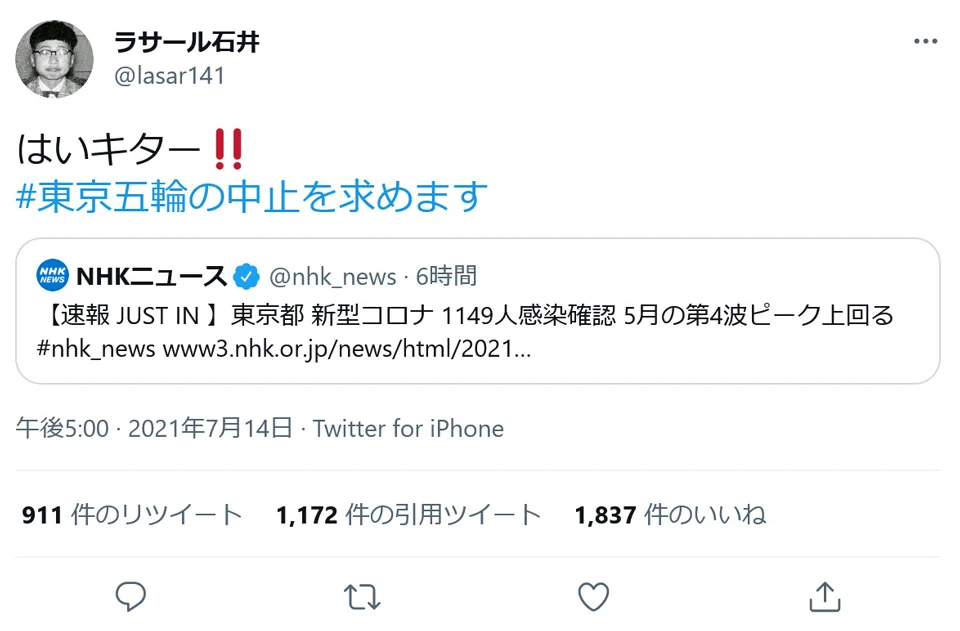 ラサール石井
@lasar141
はいキター‼️
#東京五輪の中止を求めます
NHK NEWS NHKニュース @nhk_news · 6時間
【速報 JUST IN 】東京都 新型コロナ 1149人感染確認 5月の第4波ピーク上回る
#nhk_news www3.nhk.or.jp/news/html/2021…
午後5:00 · 2021年7月14日 · Twitter for iPhone
911 件のリツイート 1,172 件の引用ツイート 1,837 件のいいね